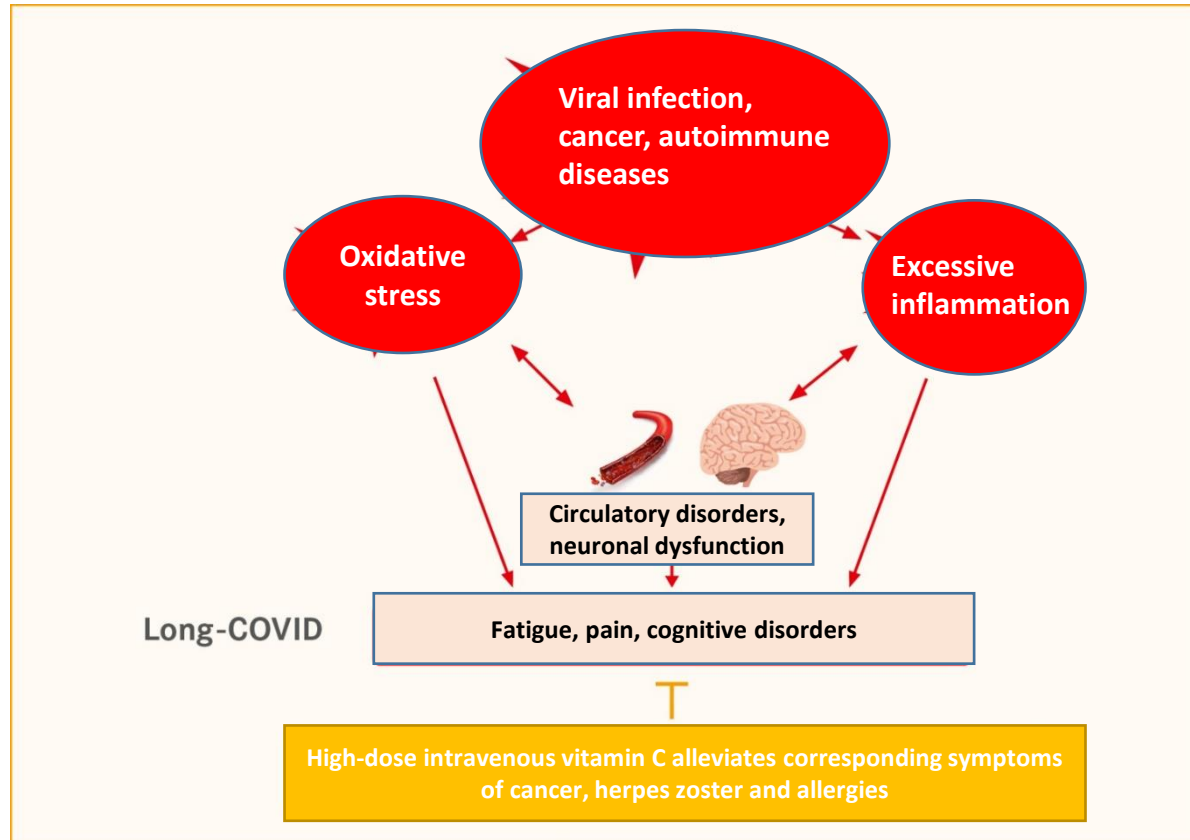 Viral infection,
cancer, autoimmune
diseases
Oxidative
stress
Excessive
inflammation
Circulatory disorders,
neuronal dysfunction
Long-COVID
Fatigue, pain, cognitive disorders
High-dose intravenous vitamin C alleviates corresponding symptoms
of cancer, herpes zoster and allergies